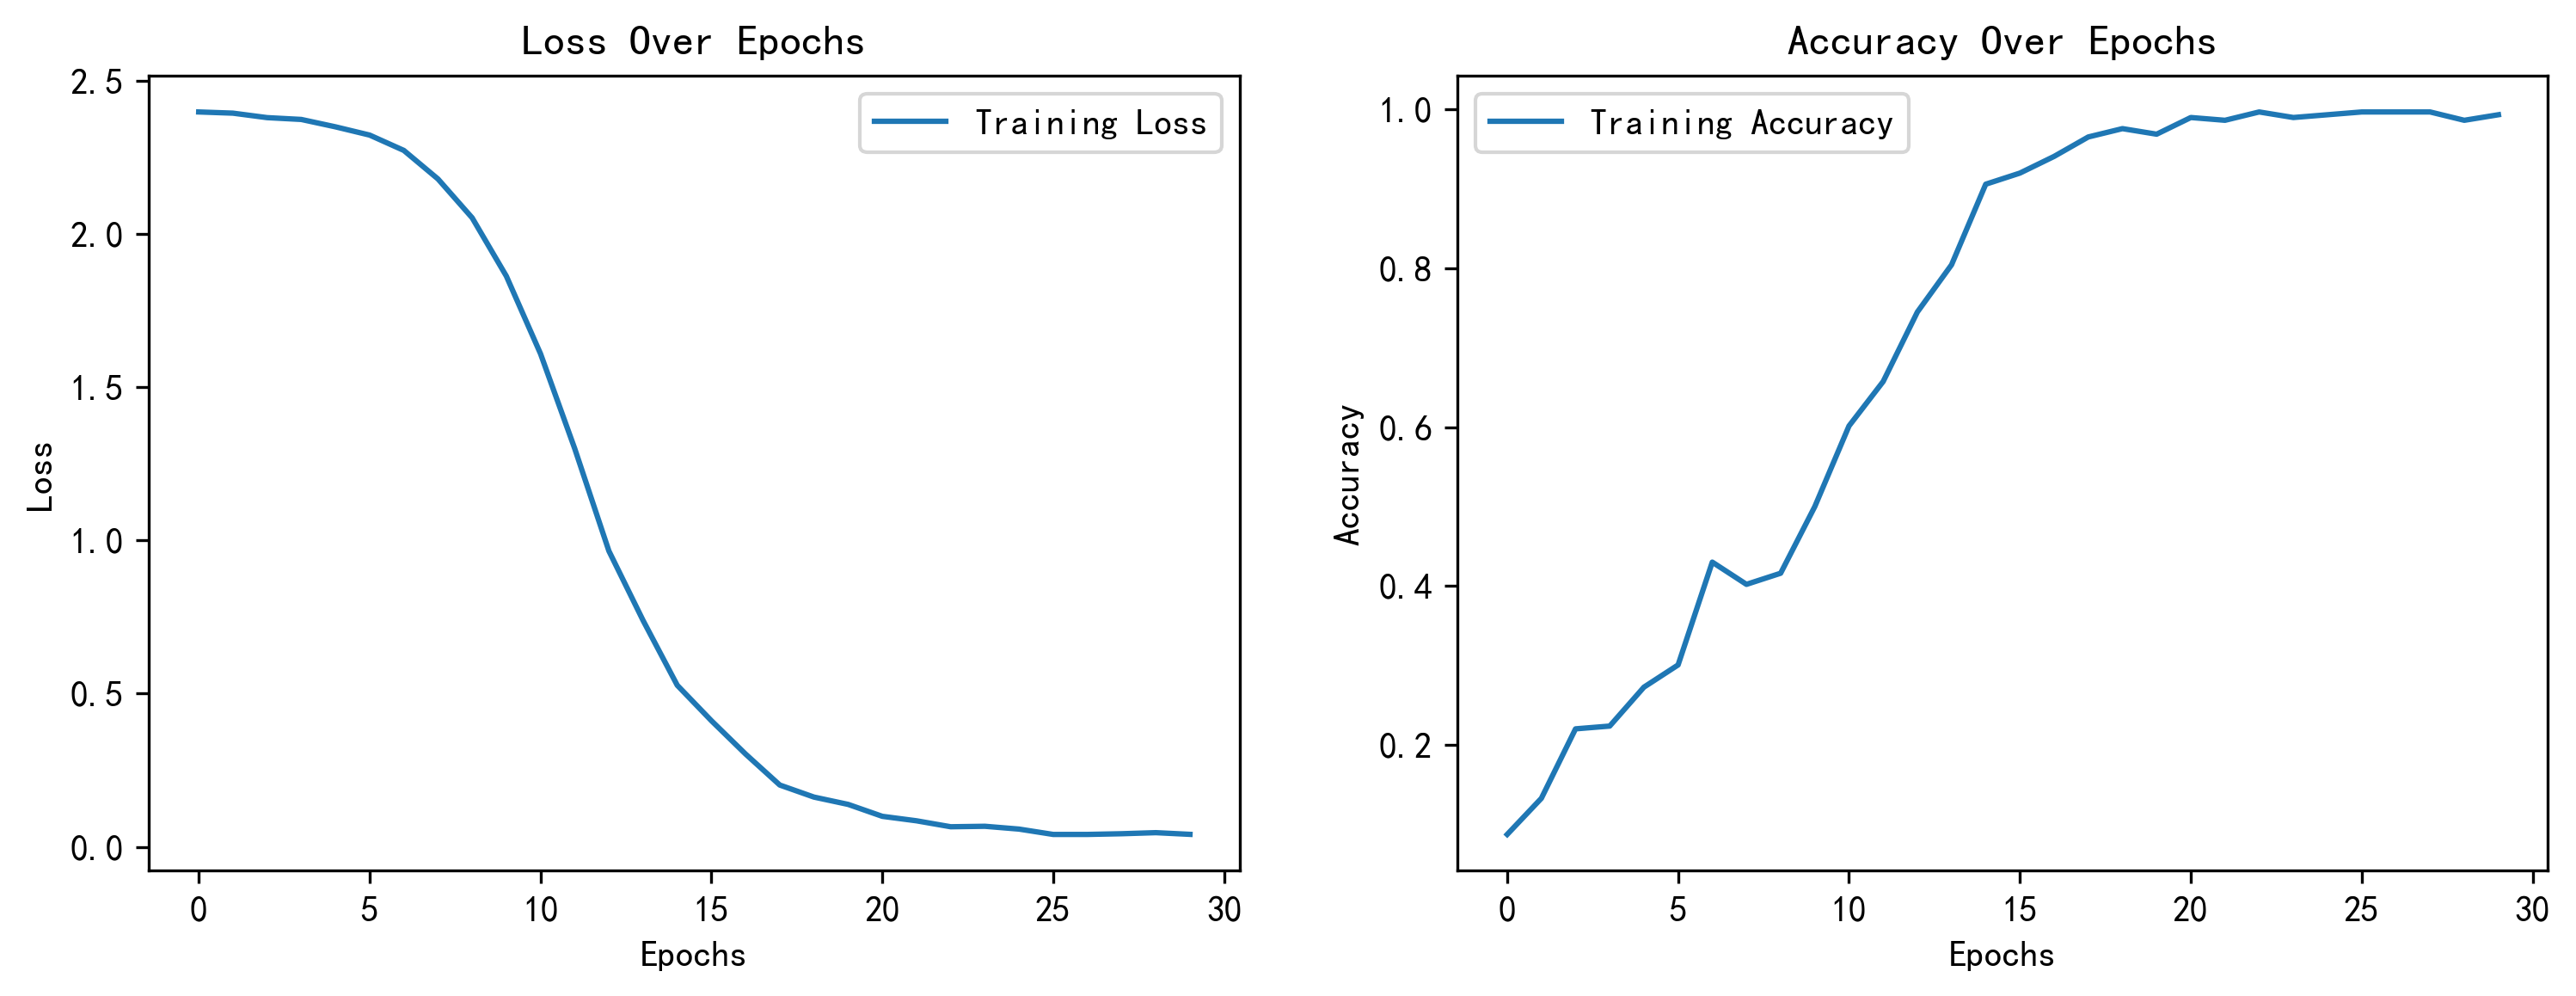 Loss Over Epochs
Training Loss
2.5
2.0
1.5
1.0
0.5
0.0
Loss
0 5 10 15 20 25 30
Epochs
Accuracy Over Epochs
Training Accuracy
1.0
0.8
0.6
0.4
0.2
Accuracy
0 5 10 15 20 25 30
Epochs